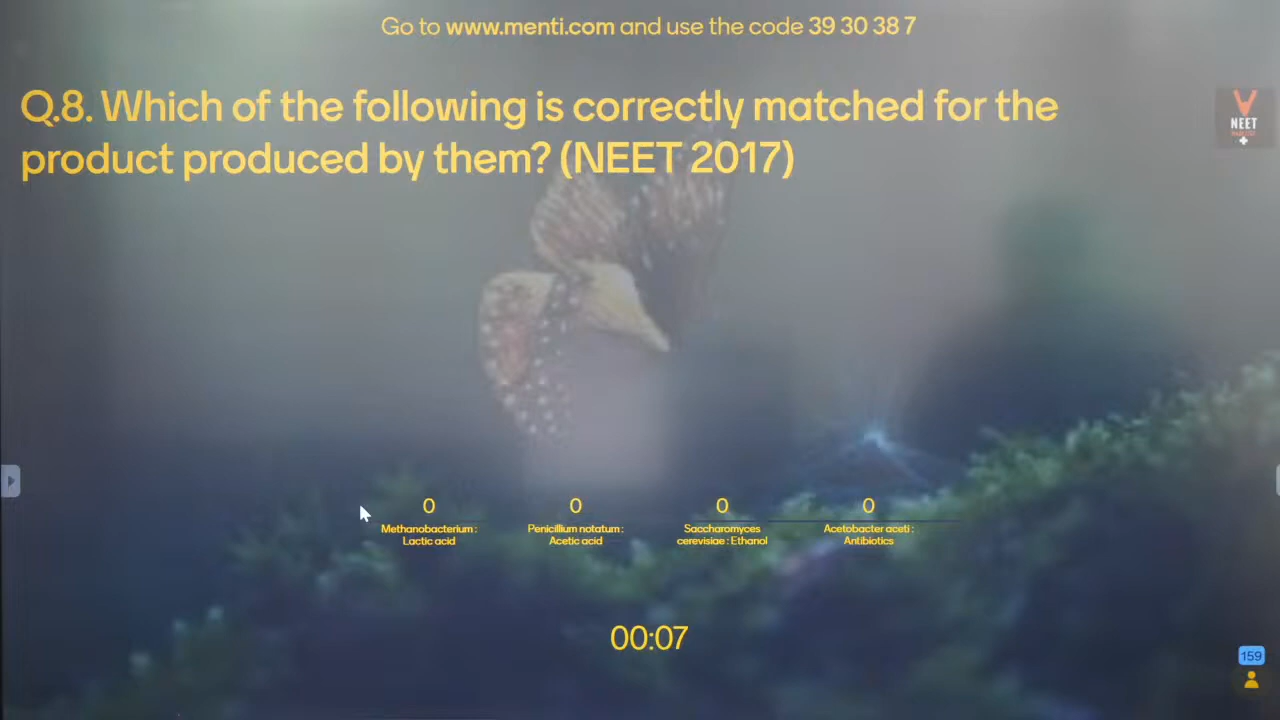 Go to www.menti.com and use the code 39 30 38 7
Q.8. Which of the following is correctly matched for the
product produced by them? (NEET 2017)
NEET
0
0
0
0
Methanobacterium :
Lactic acid
Penicillium notatum :
Acetic acid
Saccharomyces
cerevisiae : Ethanol
Acetobacter aceti :
Antibiotics
00:07
159